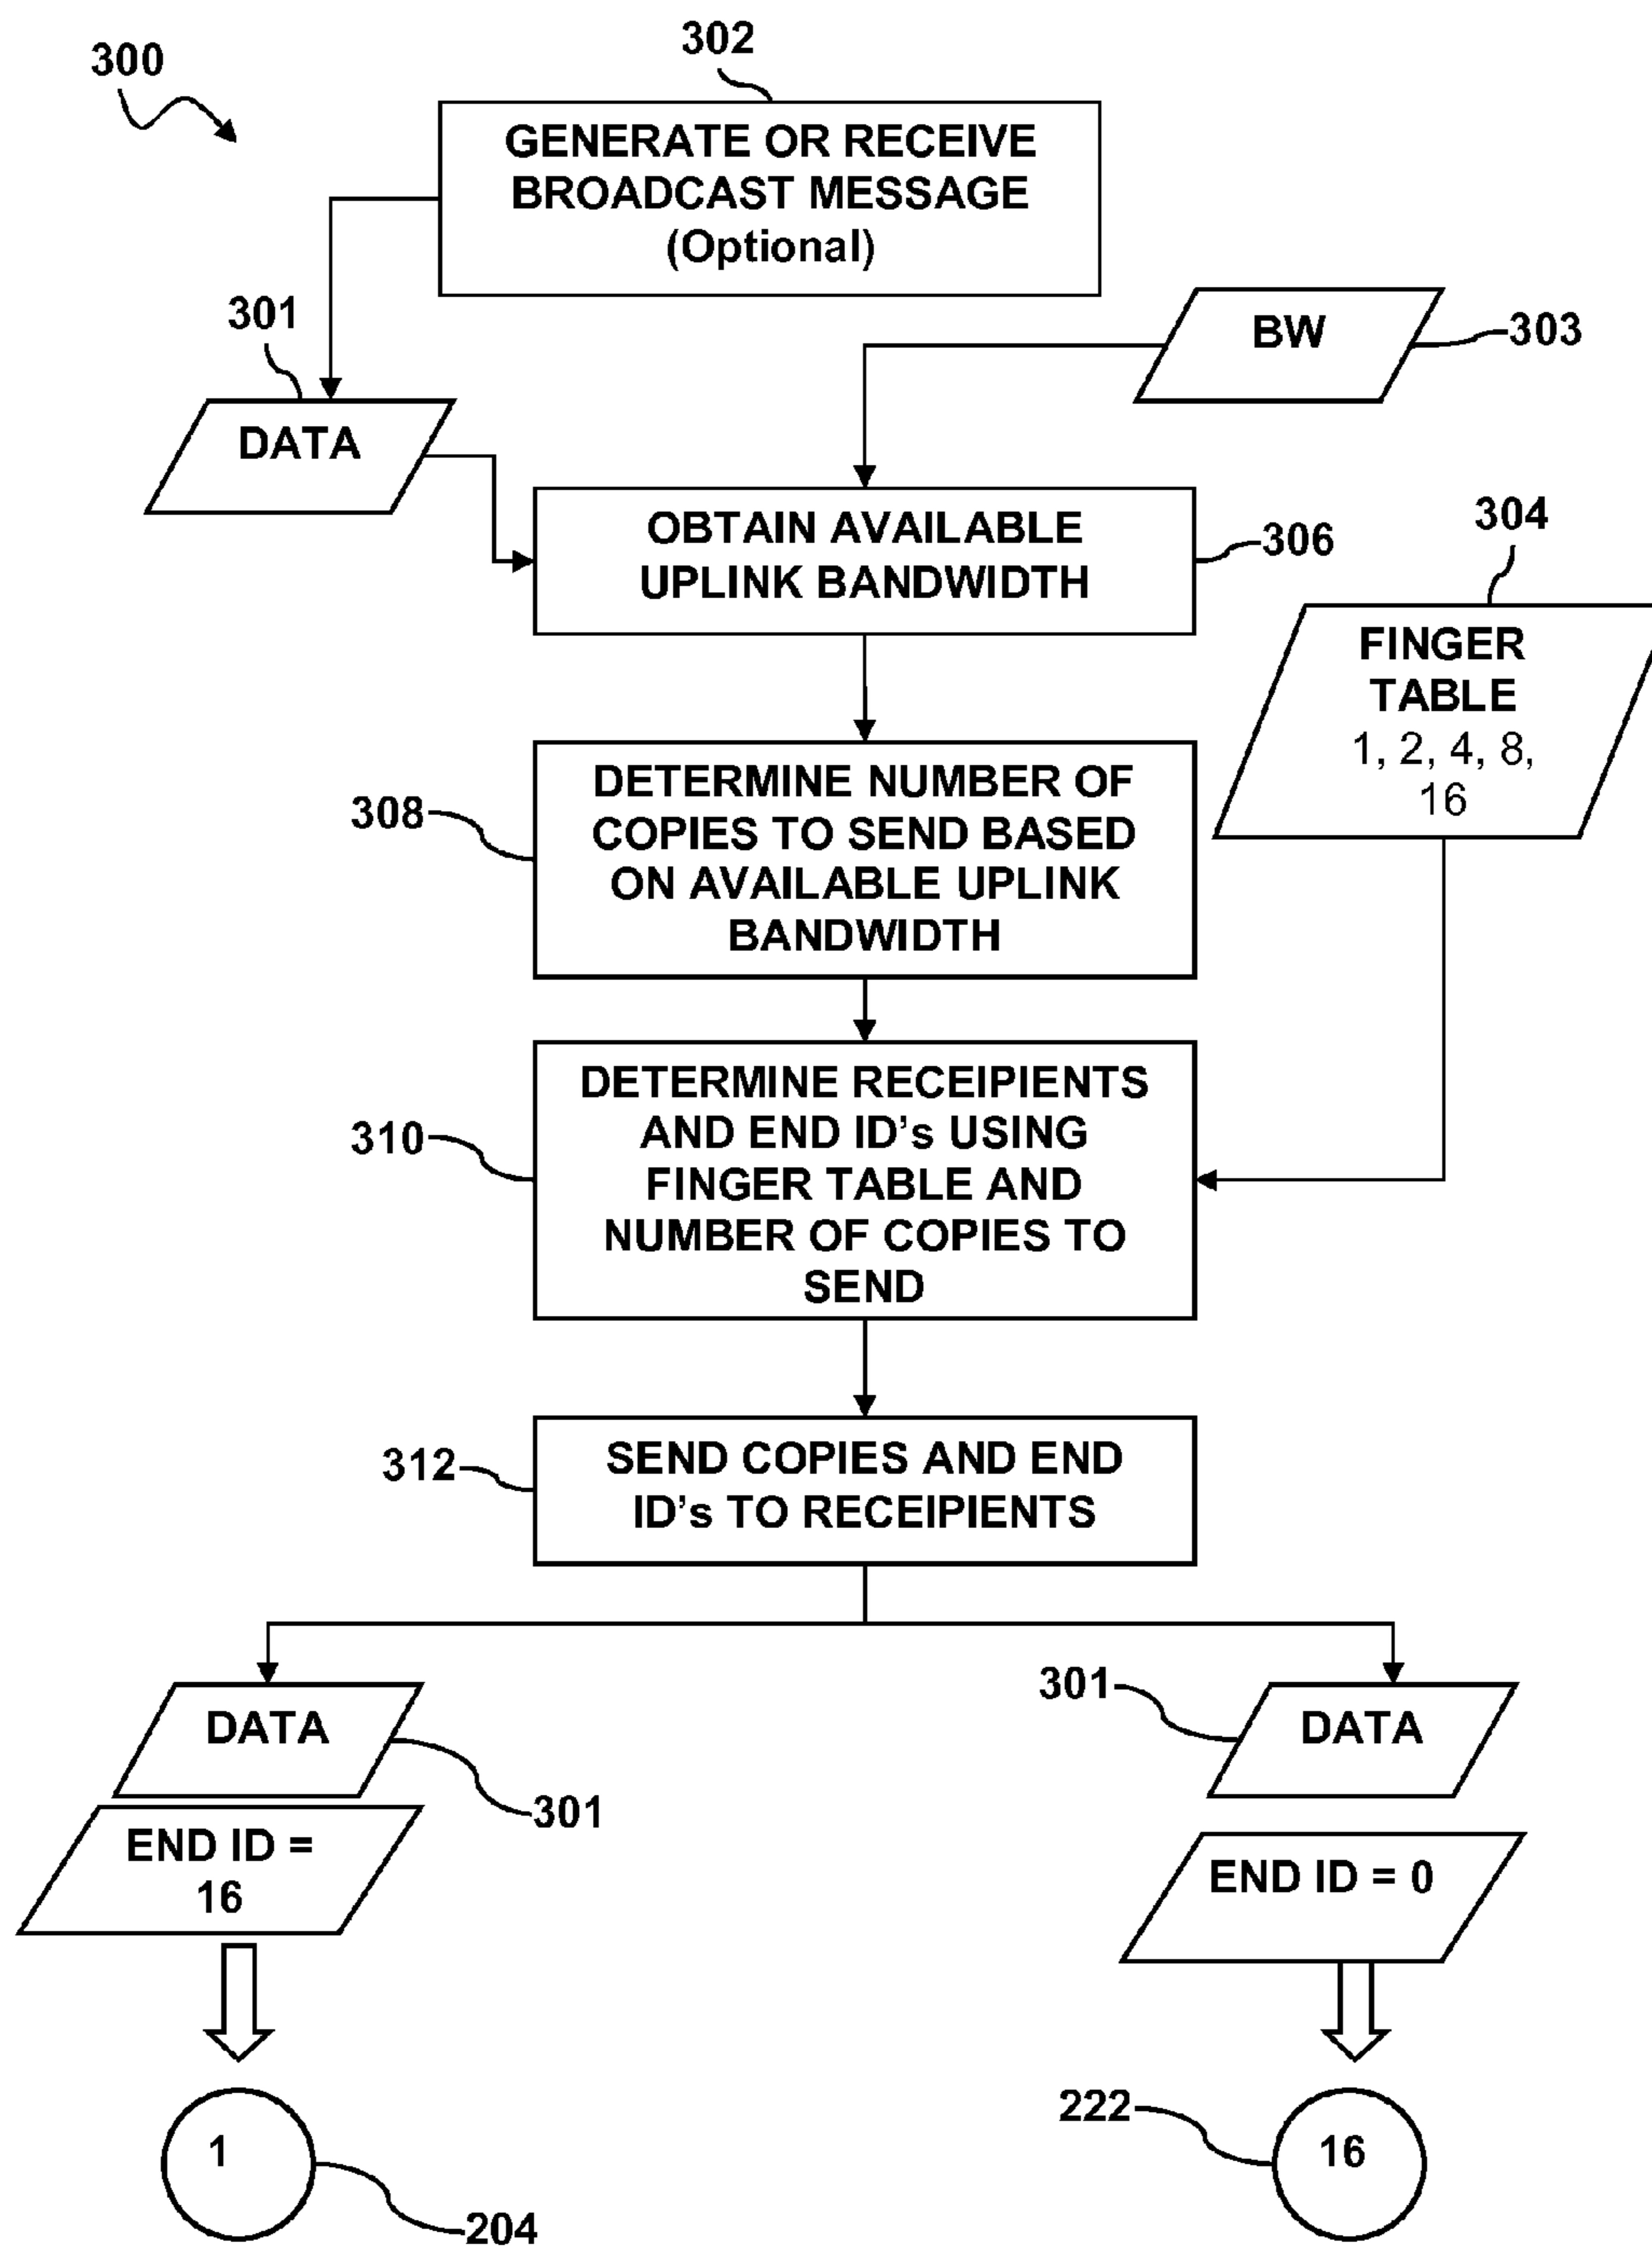 300
302
GENERATE OR RECEIVE
BROADCAST MESSAGE
(Optional)
301
DATA
BW
303
OBTAIN AVAILABLE
UPLINK BANDWIDTH
306
304
FINGER
TABLE
1, 2, 4, 8,
16
308
DETERMINE NUMBER OF
COPIES TO SEND BASED
ON AVAILABLE UPLINK
BANDWIDTH
310
DETERMINE RECEIPIENTS
AND END ID's USING
FINGER TABLE AND
NUMBER OF COPIES TO
SEND
312
SEND COPIES AND END
ID's TO RECEIPIENTS
DATA
301
END ID =
16
1
204
301
DATA
END ID = 0
222
16